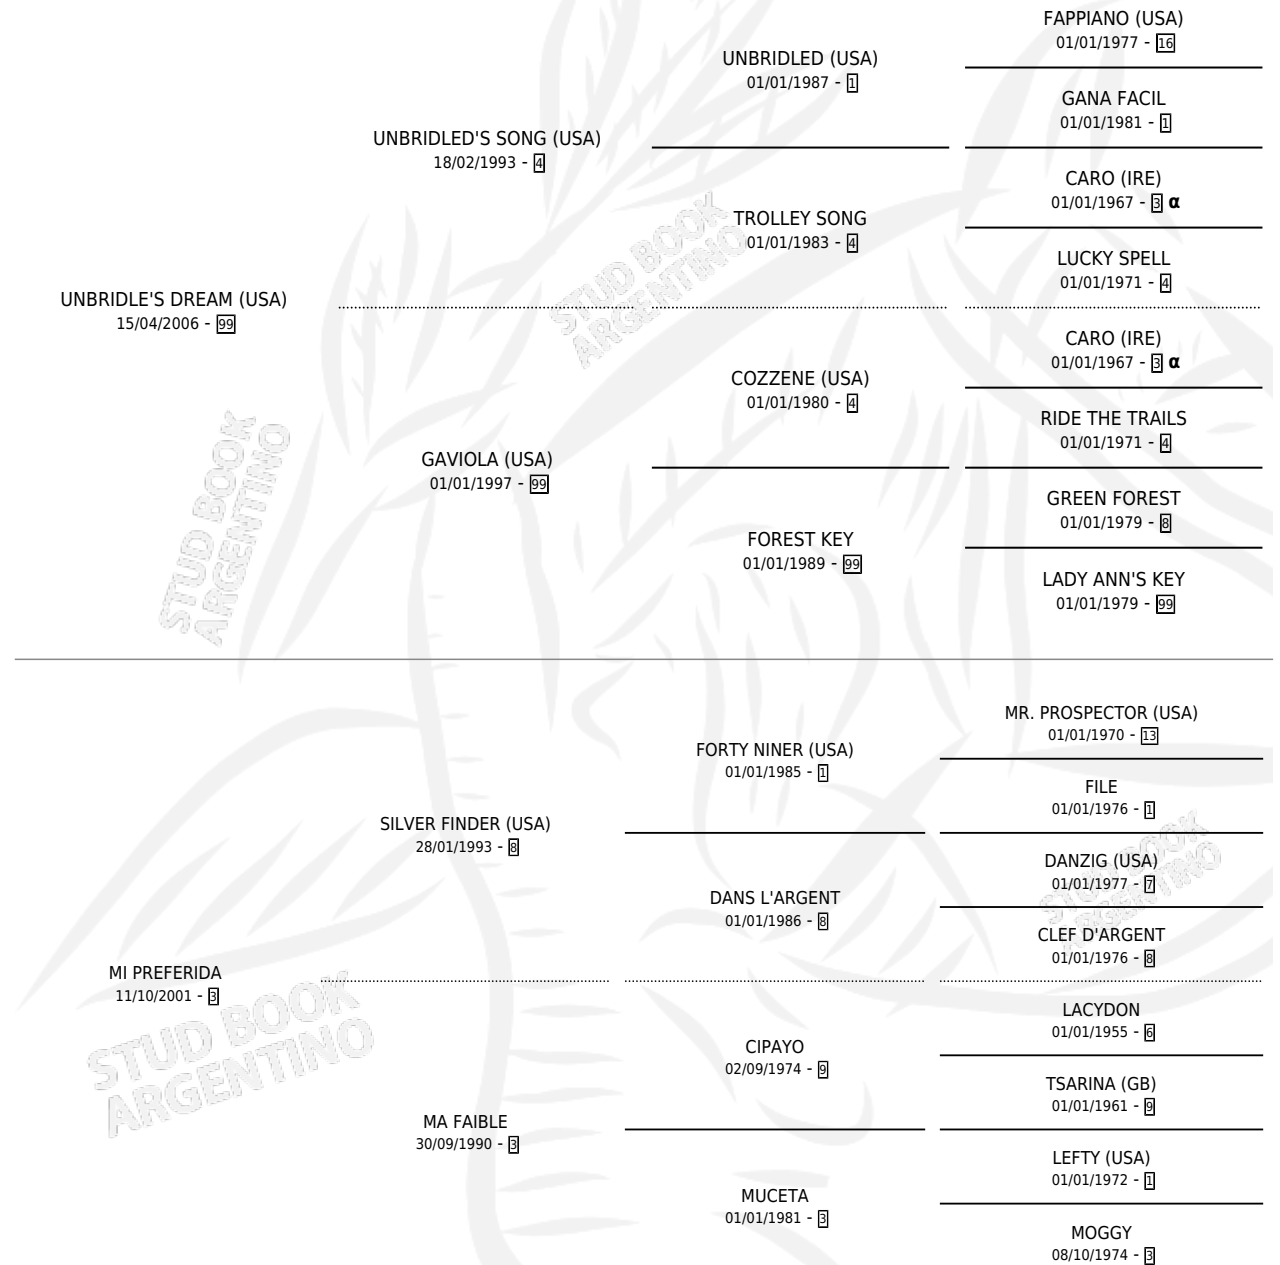 FAPPIANO (USA)
01/01/1977 - 16
UNBRIDLED (USA)
01/01/1987 - 1
GANA FACIL
01/01/1981 - 1
UNBRIDLED'S SONG (USA)
18/02/1993 - 4
CARO (IRE)
01/01/1967 - 3 α
TROLLEY SONG
01/01/1983 - 4
LUCKY SPELL
01/01/1971 - 4
STUD BOOK
ARGENTINO
UNBRIDLE'S DREAM (USA)
15/04/2006 - 99
CARO (IRE)
01/01/1967 - 3 α
COZZENE (USA)
01/01/1980 - 4
RIDE THE TRAILS
01/01/1971 - 4
GAVIOLA (USA)
01/01/1997 - 99
GREEN FOREST
01/01/1979 - 8
FOREST KEY
01/01/1989 - 99
LADY ANN'S KEY
01/01/1979 - 99
STUD BOOK
ARGENTINO
MR. PROSPECTOR (USA)
01/01/1970 - 13
FORTY NINER (USA)
01/01/1985 - 1
FILE
01/01/1976 - 1
SILVER FINDER (USA)
28/01/1993 - 8
DANZIG (USA)
01/01/1977 - 7
DANS L'ARGENT
01/01/1986 - 8
CLEF D'ARGENT
01/01/1976 - 8
STUD BOOK
ARGENTINO
MI PREFERIDA
11/10/2001 - 3
LACYDON
01/01/1955 - 6
CIPAYO
02/09/1974 - 9
TSARINA (GB)
01/01/1961 - 9
MA FAIBLE
30/09/1990 - 3
LEFTY (USA)
01/01/1972 - 1
MUCETA
01/01/1981 - 3
MOGGY
08/10/1974 - 3
STUD BOOK
ARGENTINO